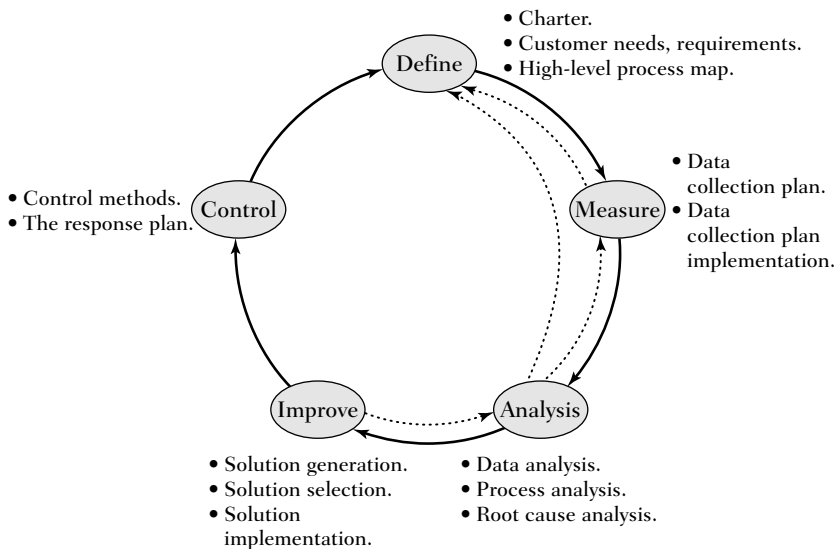 • Charter.
• Customer needs, requirements.
• High-level process map.
Define
• Data
collection plan.
• Data
collection plan
implementation.
Measure
• Control methods.
• The response plan.
Control
Improve
Analysis
• Solution generation.
• Solution selection.
• Solution
implementation.
• Data analysis.
• Process analysis.
• Root cause analysis.